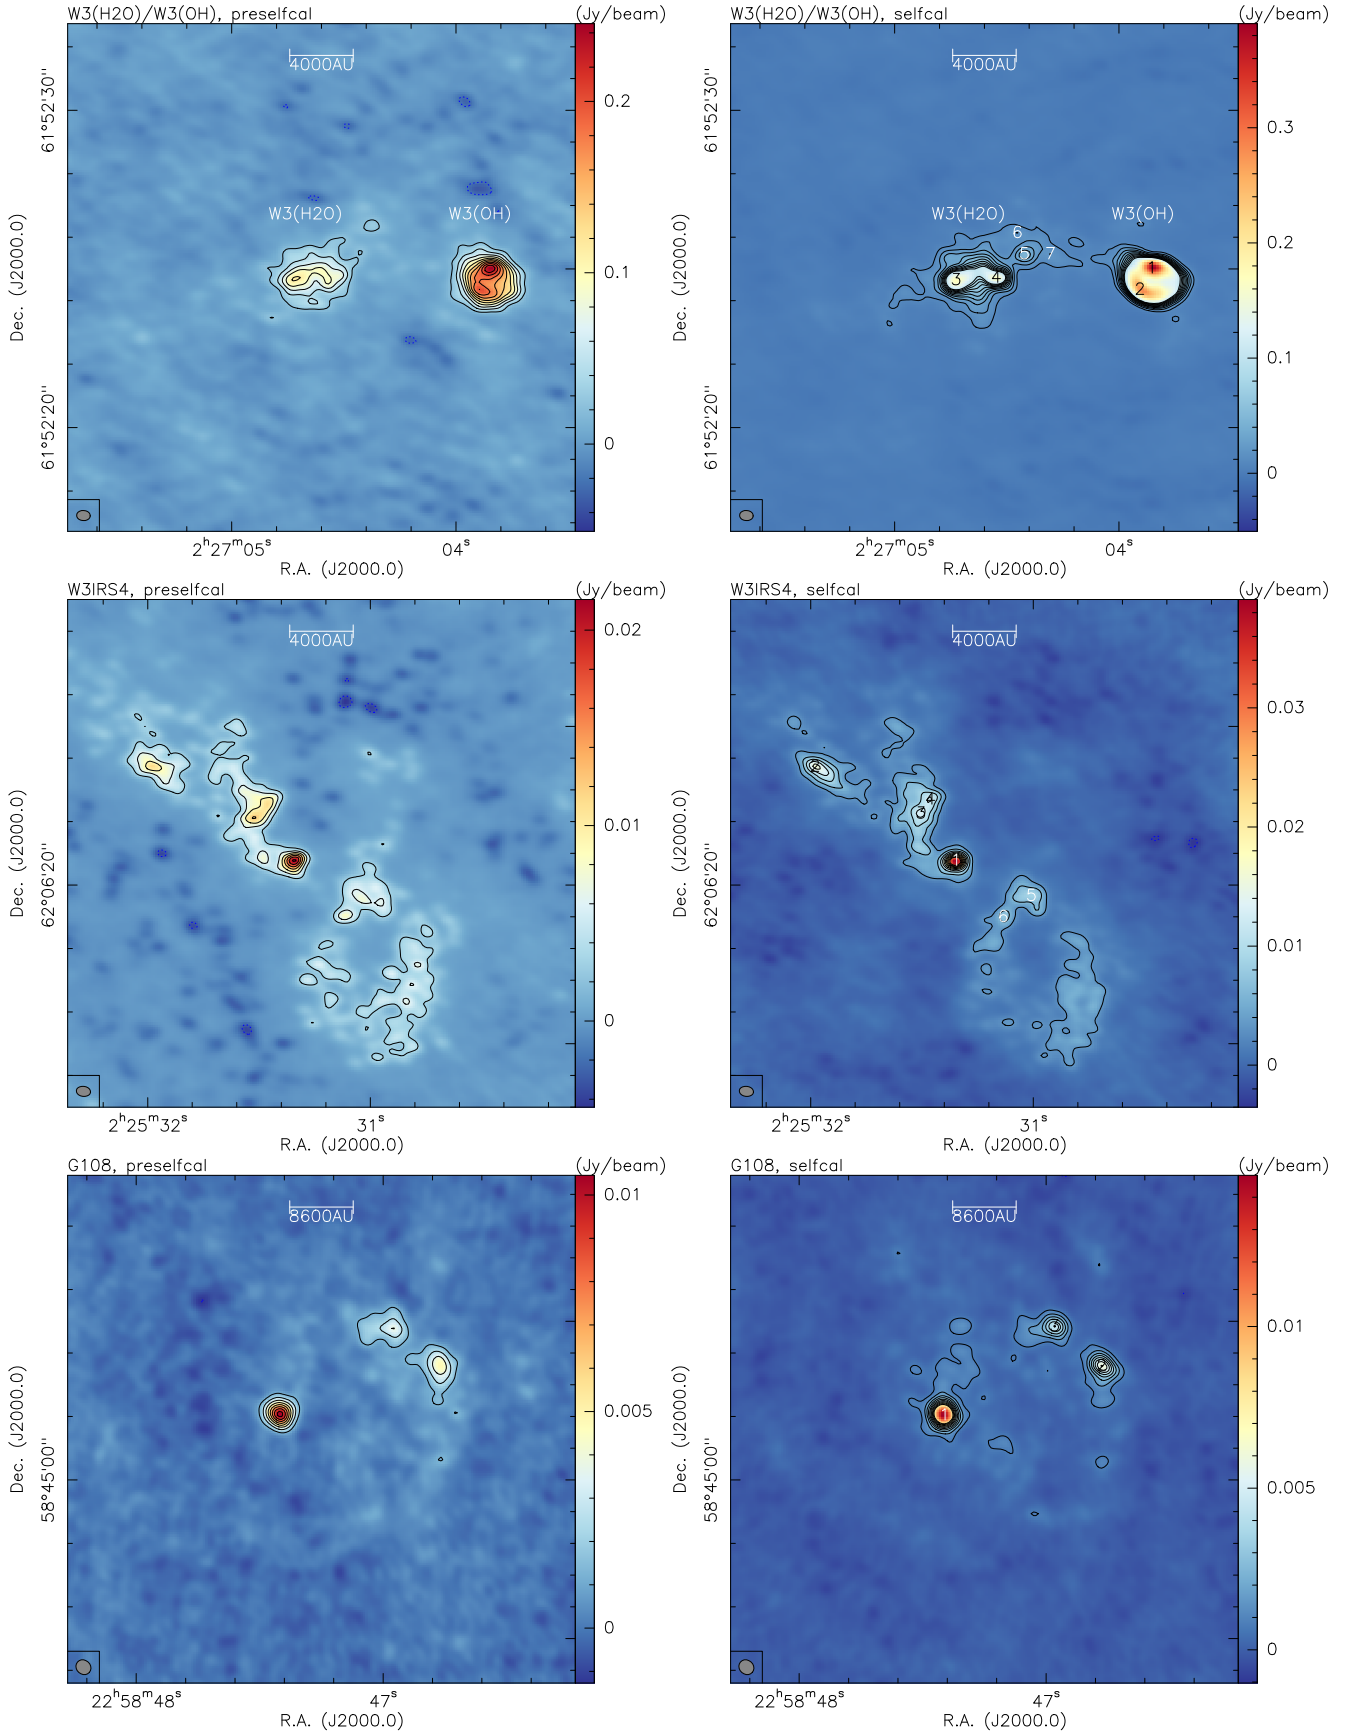 W3(H2O)/W3(OH), preselfcal
(Jy/beam)
4000AU
61°52'30''
0.2
W3(H2O)
W3(OH)
Dec. (J2000.0)
0.1
61°52'20''
0
2ʰ27ᵐ05ˢ
04ˢ
R.A. (J2000.0)
W3(H2O)/W3(OH), selfcal
(Jy/beam)
4000AU
61°52'30''
0.3
W3(H2O)
W3(OH)
6
5
7
3
4
1
2
Dec. (J2000.0)
0.2
0.1
61°52'20''
0
2ʰ27ᵐ05ˢ
04ˢ
R.A. (J2000.0)
W3IRS4, preselfcal
(Jy/beam)
4000AU
0.02
Dec. (J2000.0)
62°06'20''
0.01
0
2ʰ25ᵐ32ˢ
31ˢ
R.A. (J2000.0)
W3IRS4, selfcal
(Jy/beam)
4000AU
0.03
2
4
3
1
5
6
Dec. (J2000.0)
62°06'20''
0.02
0.01
0
2ʰ25ᵐ32ˢ
31ˢ
R.A. (J2000.0)
G108, preselfcal
(Jy/beam)
8600AU
0.01
Dec. (J2000.0)
0.005
58°45'00''
0
22ʰ58ᵐ48ˢ
47ˢ
R.A. (J2000.0)
G108, selfcal
(Jy/beam)
8600AU
0.01
2
1
Dec. (J2000.0)
0.005
58°45'00''
0
22ʰ58ᵐ48ˢ
47ˢ
R.A. (J2000.0)